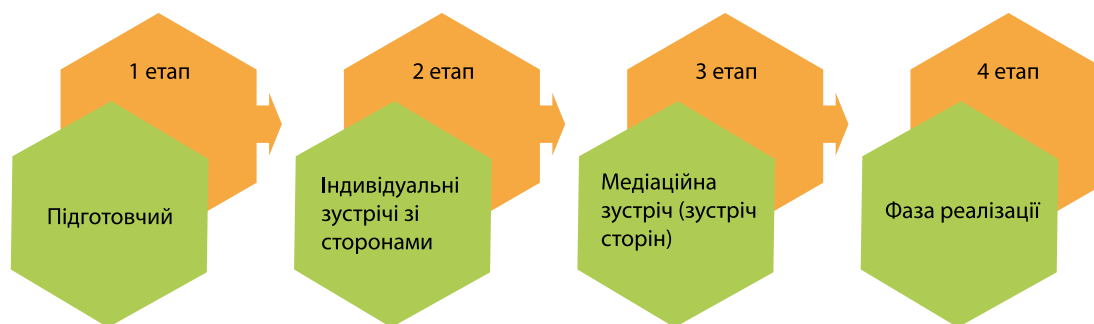 1 етап
Підготовчий
2 етап
Індивідуальні
зустрічі зі
сторонами
3 етап
Медіаційна
зустріч (зустріч
сторін)
4 етап
Фаза реалізації